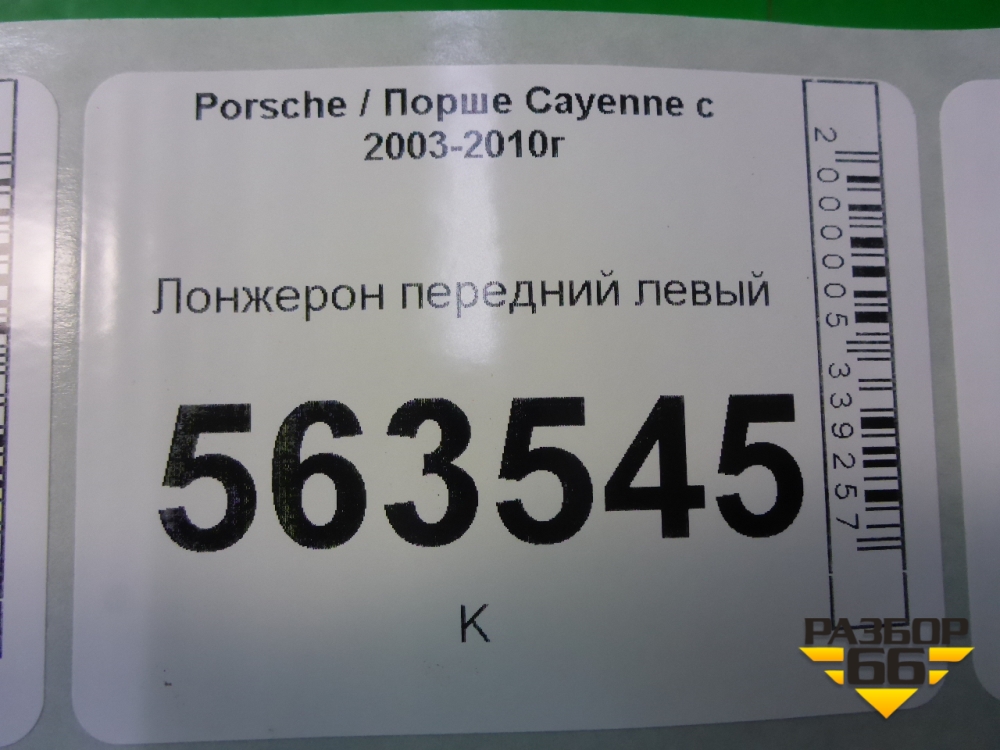 Porsche / Порше Cayenne с
2003-2010г
Лонжерон передний левый
563545
К
2000005339257
РАЗБОР
66